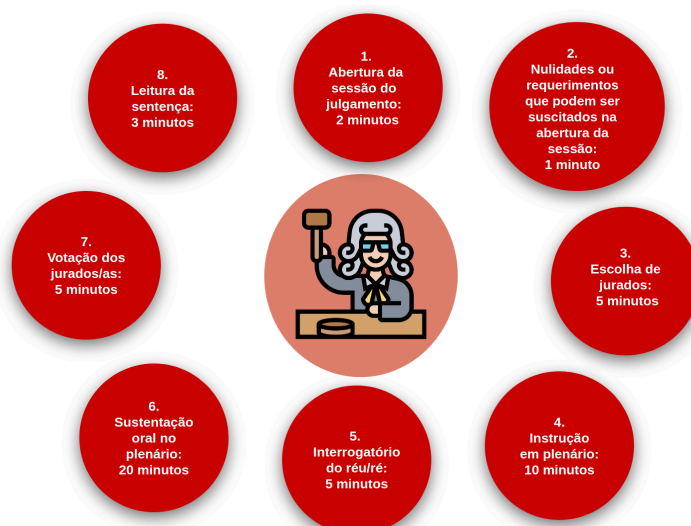 1.
Abertura da
sessão do
julgamento:
2 minutos
2.
Nulidades ou
requerimentos
que podem ser
suscitados na
abertura da
sessão:
1 minuto
3.
Escolha de
jurados:
5 minutos
4.
Instrução
em plenário:
10 minutos
5.
Interrogatório
do réu/ré:
5 minutos
6.
Sustentação
oral no
plenário:
20 minutos
7.
Votação dos
jurados/as:
5 minutos
8.
Leitura da
sentença:
3 minutos